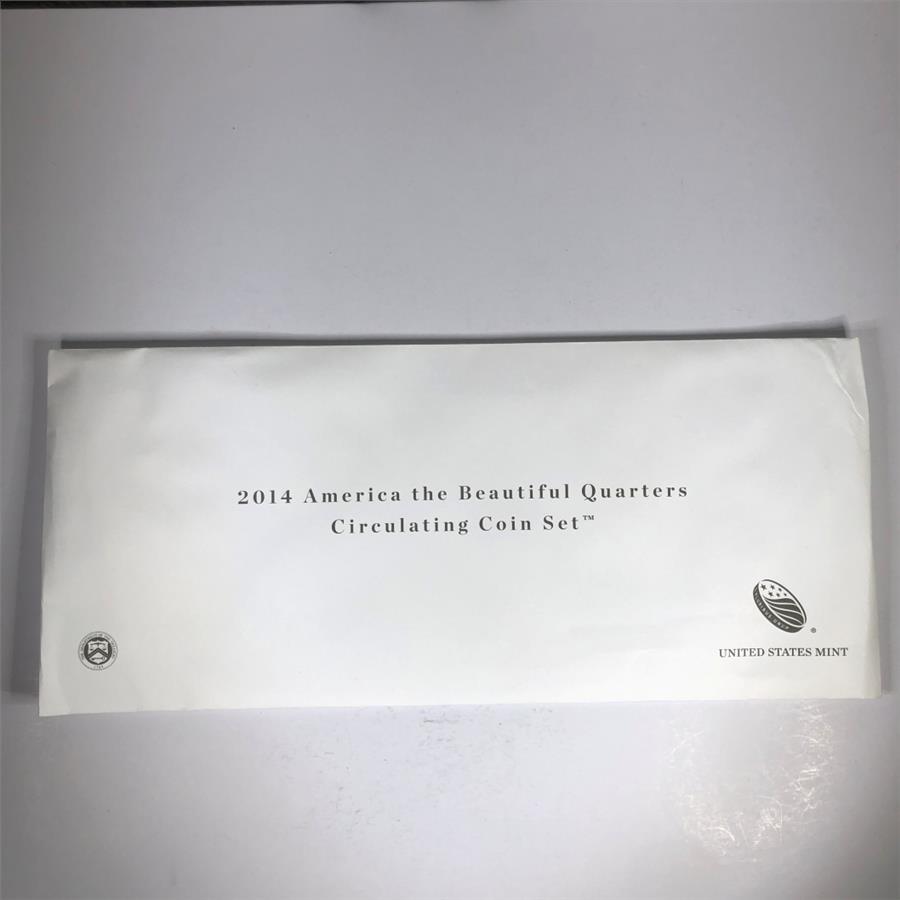 2014 America the Beautiful Quarters
Circulating Coin Set™
®
UNITED STATES MINT